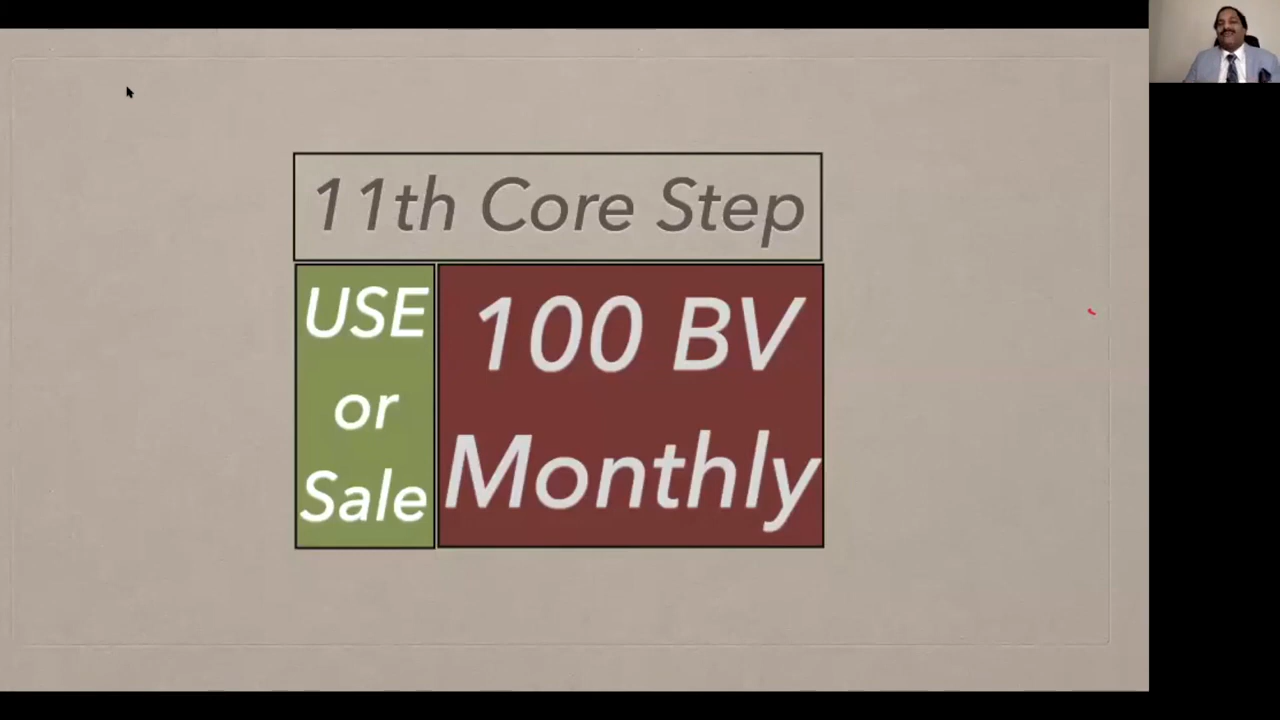 11th Core Step
USE
or
Sale
100 BV
Monthly